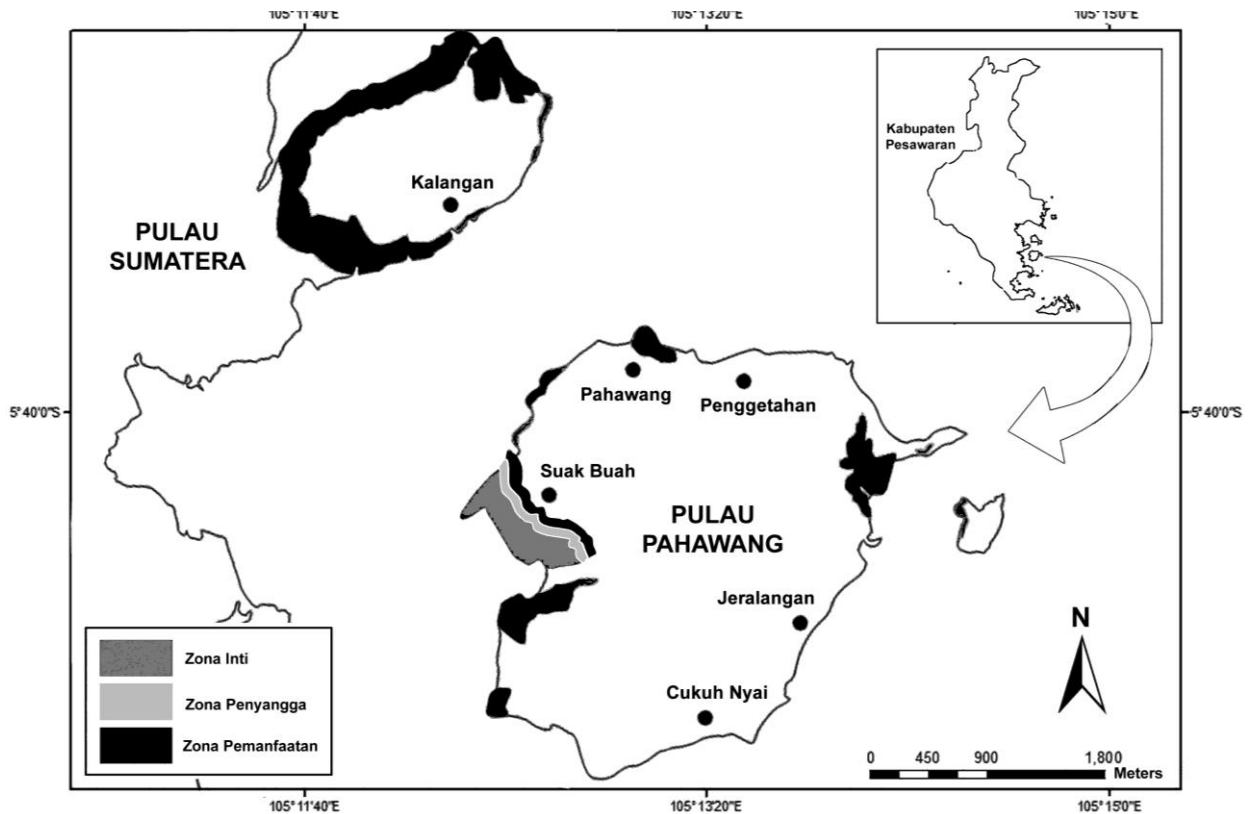 105°11'40"E 105°13'20"E 105°15'0"E
Kabupaten
Pesawaran
Kalangan
PULAU
SUMATERA
Pahawang
Penggetahan
5°40'0"S 5°40'0"S
Suak Buah
PULAU
PAHAWANG
Jeralangan
N
Cukuh Nyai
Zona Inti
Zona Penyangga
Zona Pemanfaatan
0 450 900 1,800
Meters
105°11'40"E 105°13'20"E 105°15'0"E